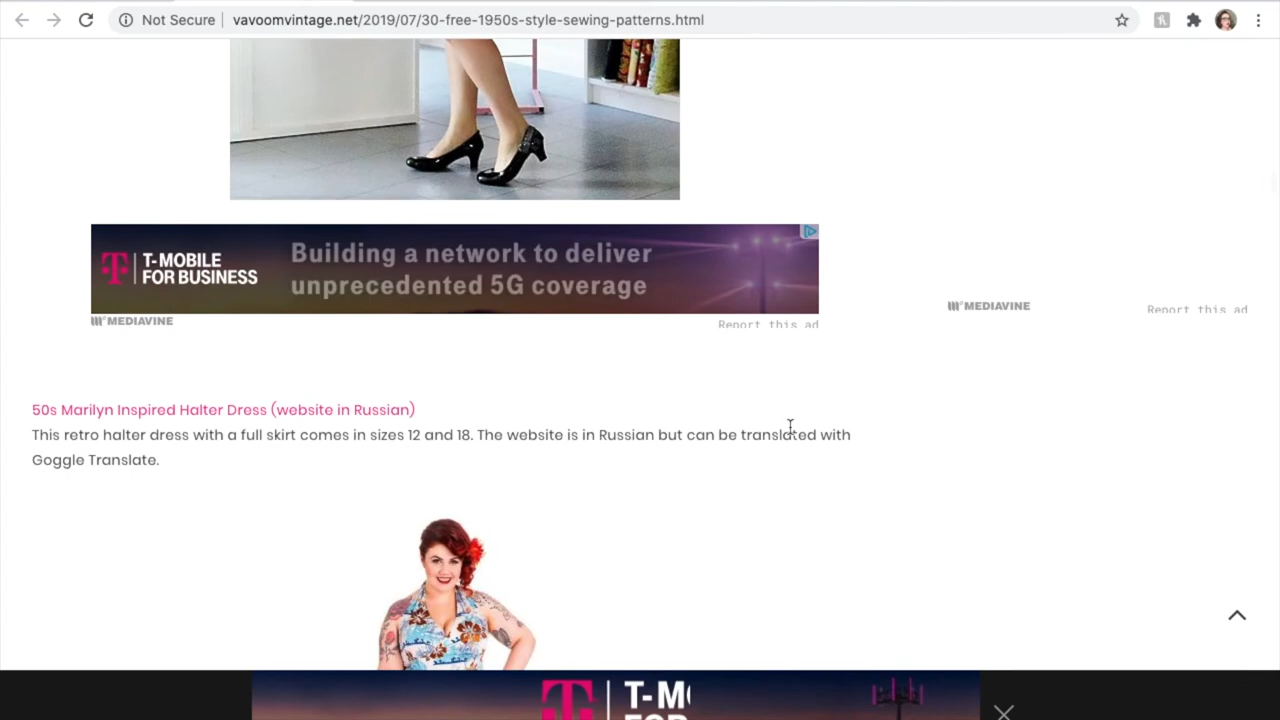 Not Secure
vavoomvintage.net/2019/07/30-free-1950s-style-sewing-patterns.html
T-MOBILE
FOR BUSINESS
Building a network to deliver
unprecedented 5G coverage
MEDIAVINE
Report this ad
MEDIAVINE
Report this ad
50s Marilyn Inspired Halter Dress (website in Russian)
This retro halter dress with a full skirt comes in sizes 12 and 18. The website is in Russian but can be translated with
Goggle Translate.
T-M
FOR